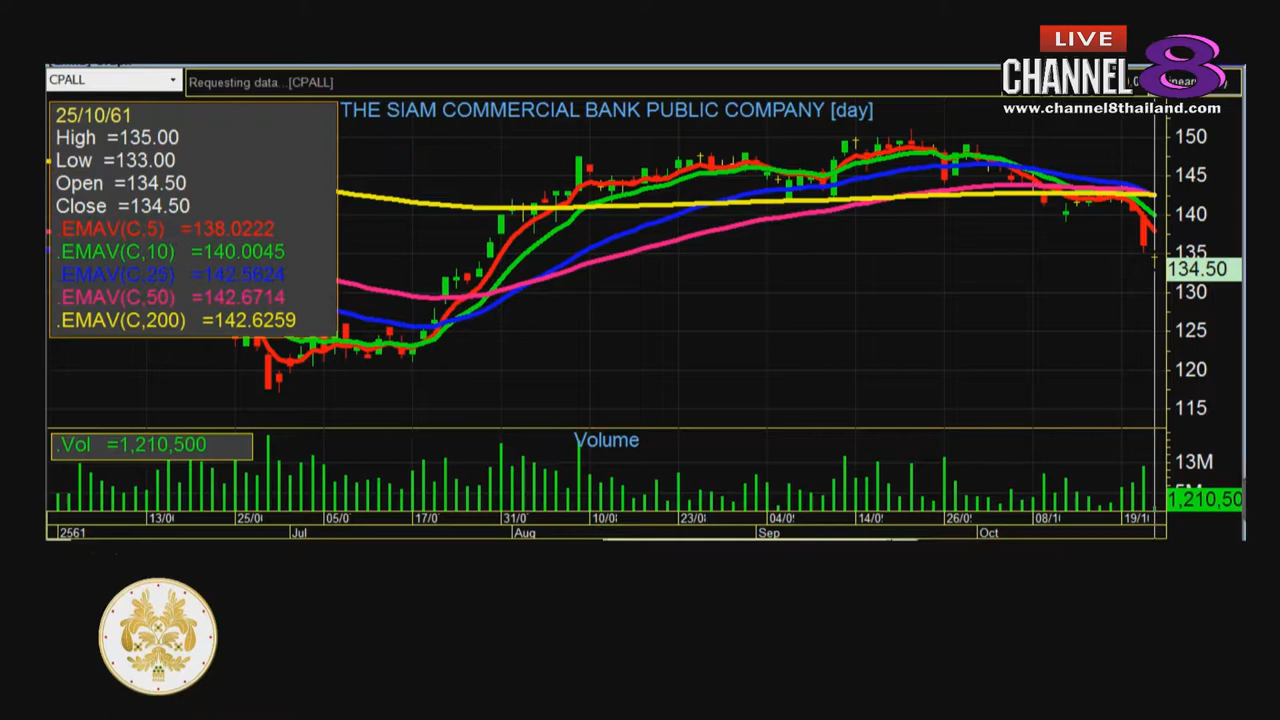 LIVE
CHANNEL 8
www.channel8thailand.com
CPALL
Requesting data...[CPALL]
THE SIAM COMMERCIAL BANK PUBLIC COMPANY [day]
25/10/61
High =135.00
Low =133.00
Open =134.50
Close =134.50
.EMAV(C,5) =138.0222
.EMAV(C,10) =140.0045
.EMAV(C,25) =142.5624
.EMAV(C,50) =142.6714
.EMAV(C,200) =142.6259
150
145
140
135
134.50
130
125
120
115
.Vol =1,210,500
Volume
13M
5M
1,210,50
13/0 25/0 05/0 17/0 31/0 10/0 23/0 04/0 14/0 26/0 08/1 19/1
2561 Jul Aug Sep Oct